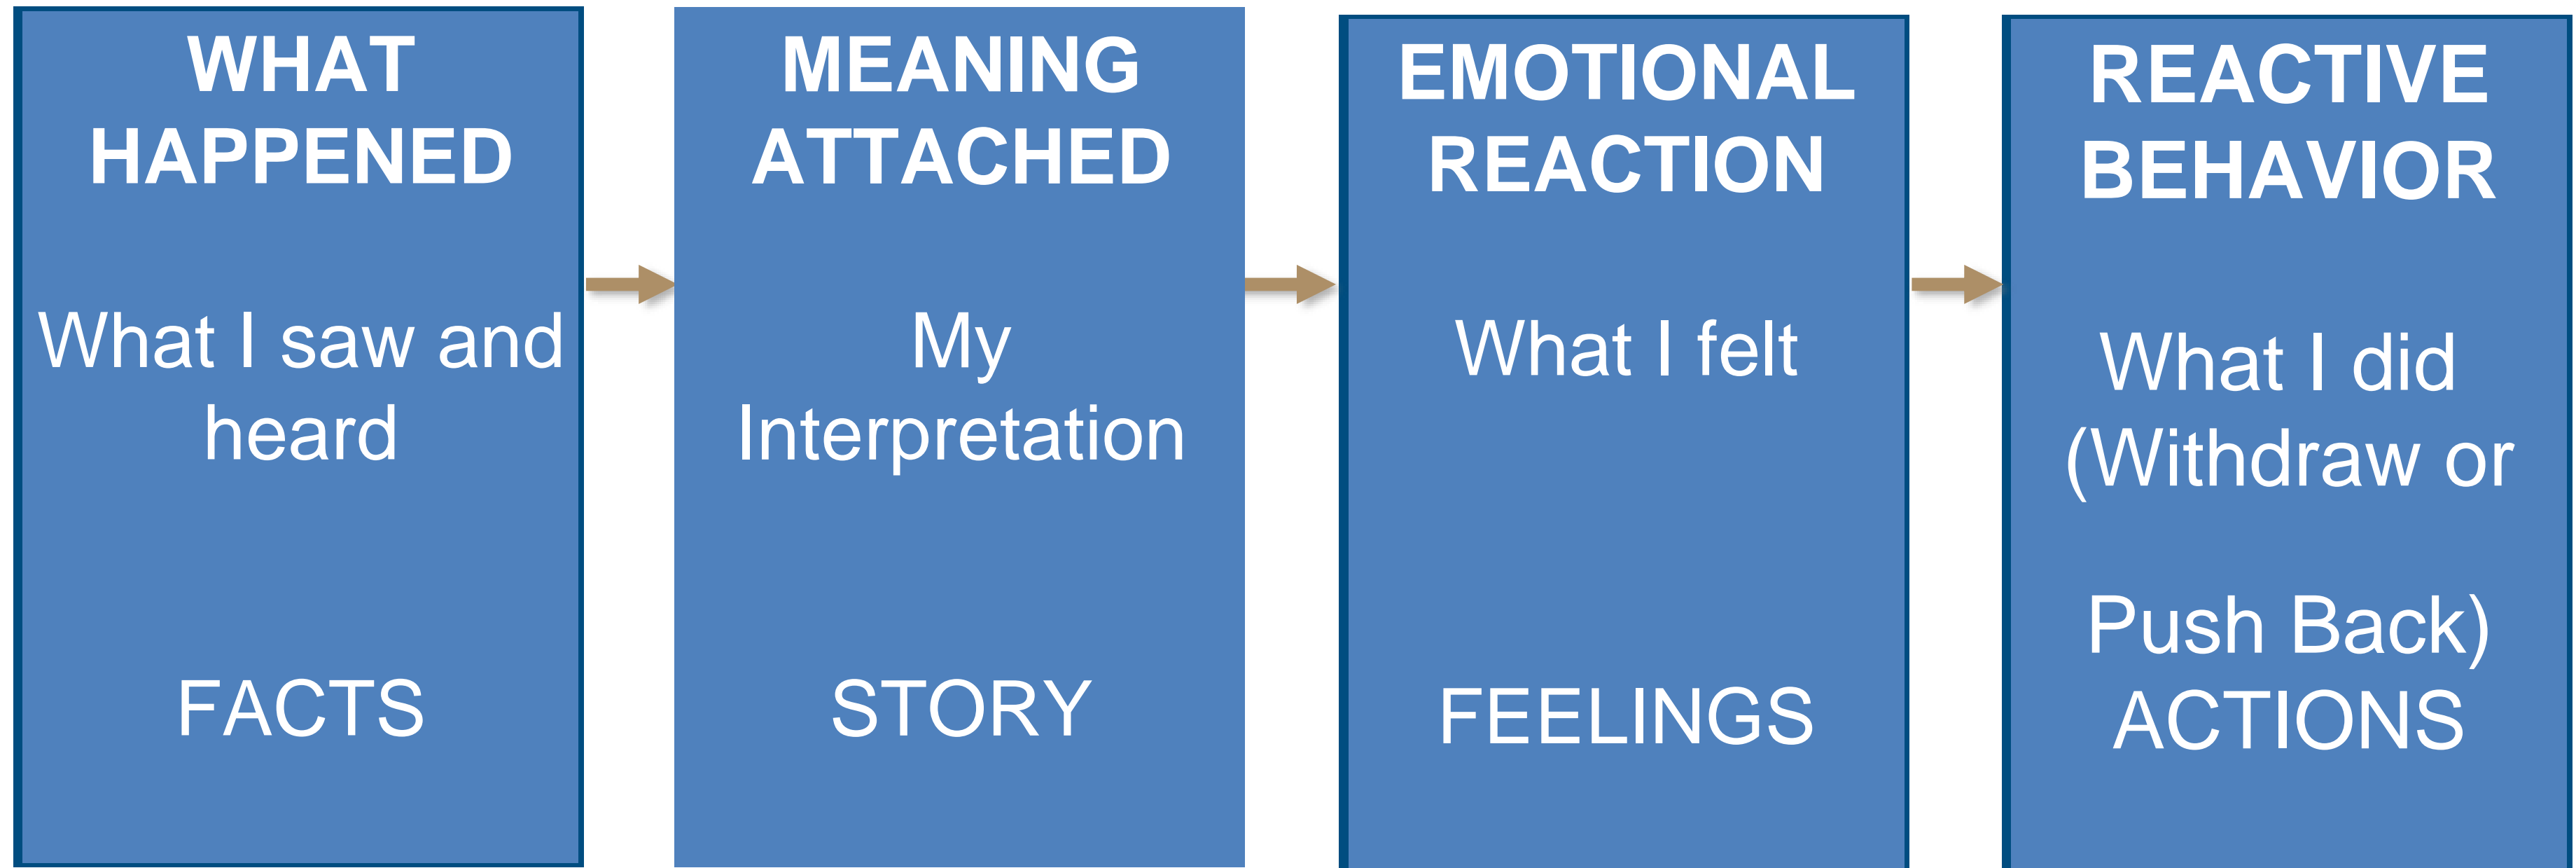 WHAT
HAPPENED
What I saw and
heard
FACTS
MEANING
ATTACHED
My
Interpretation
STORY
EMOTIONAL
REACTION
What I felt
FEELINGS
REACTIVE
BEHAVIOR
What I did
(Withdraw or
Push Back)
ACTIONS